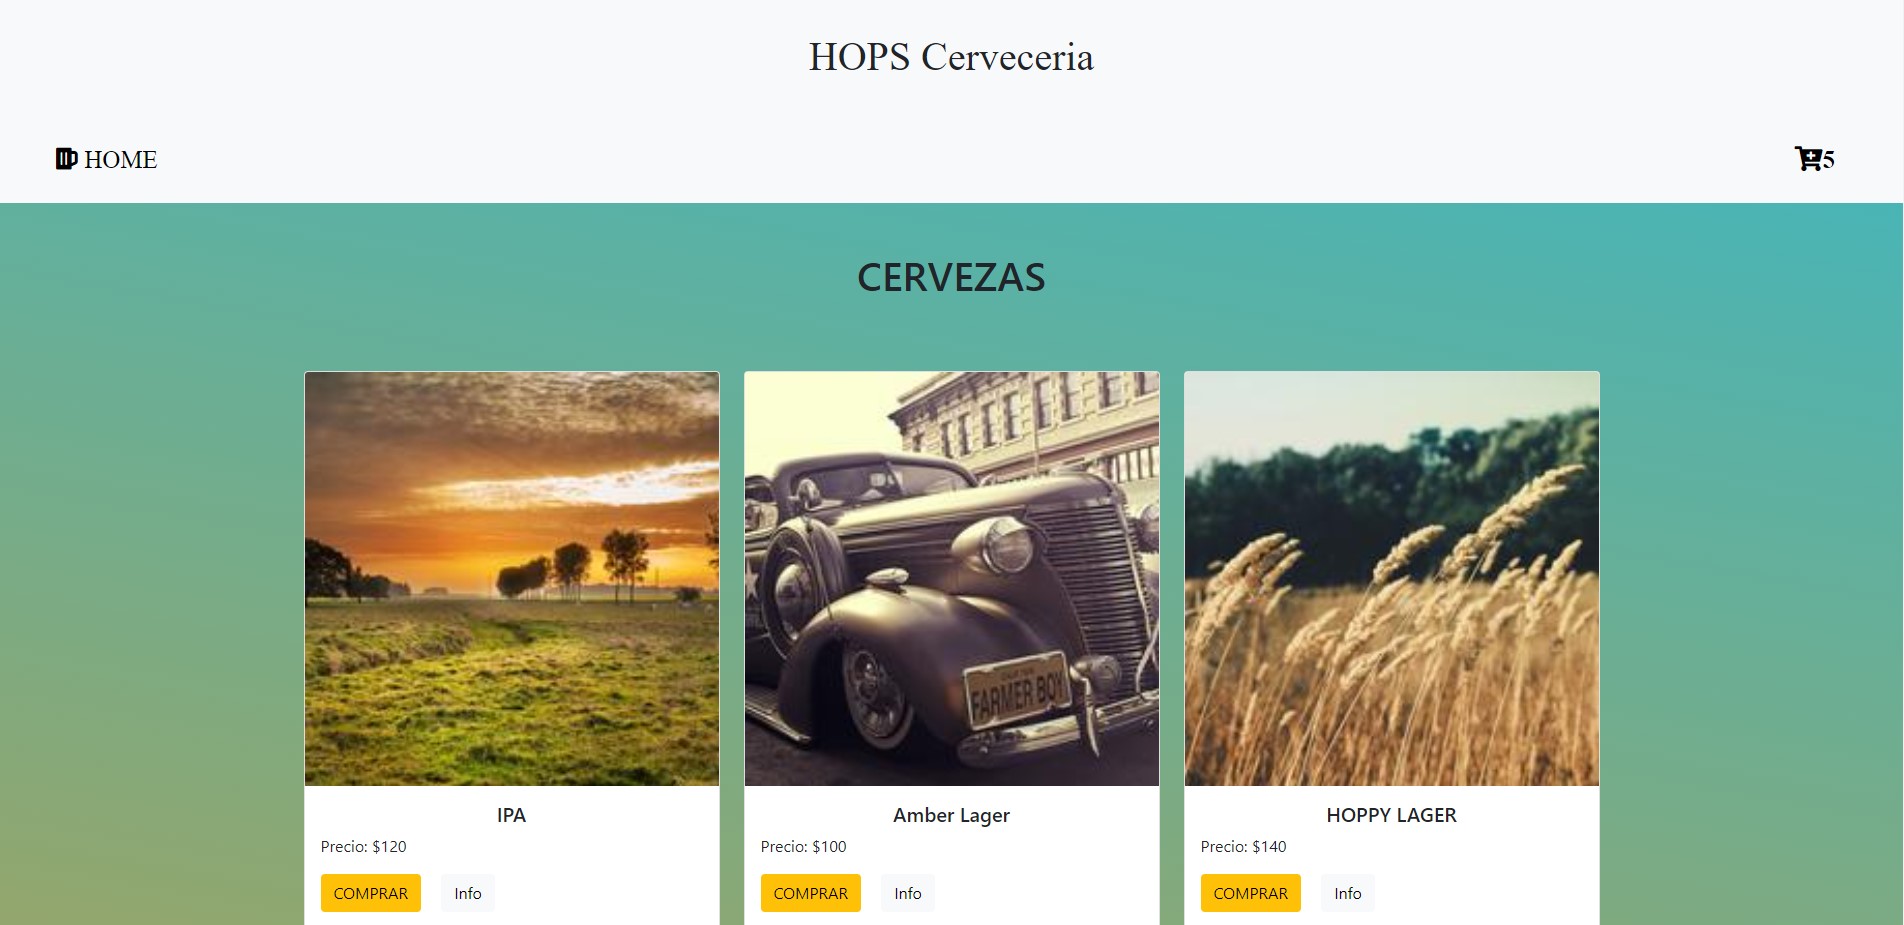 HOPS Cerveceria
HOME
5
CERVEZAS
FARMER BOY
IPA
Precio: $120
COMPRAR
Info
Amber Lager
Precio: $100
COMPRAR
Info
HOPPY LAGER
Precio: $140
COMPRAR
Info